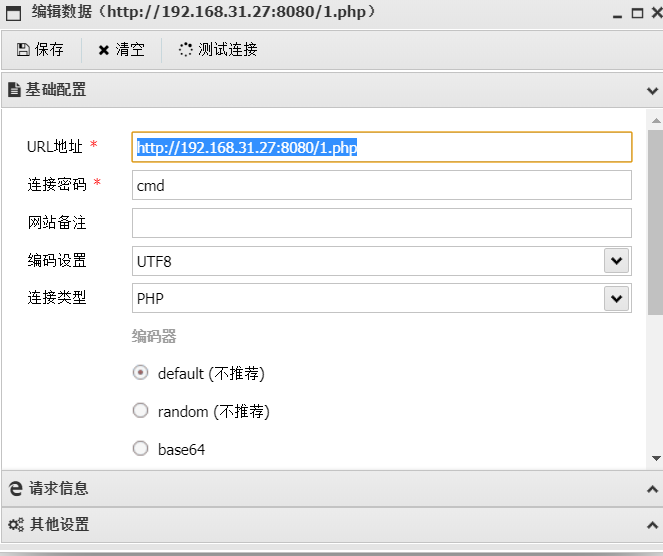 编辑数据（http://192.168.31.27:8080/1.php）
保存 清空 测试连接
基础配置
URL地址 * http://192.168.31.27:8080/1.php
连接密码 * cmd
网站备注
编码设置 UTF8
连接类型 PHP
编码器
default (不推荐)
random (不推荐)
base64
请求信息
其他设置